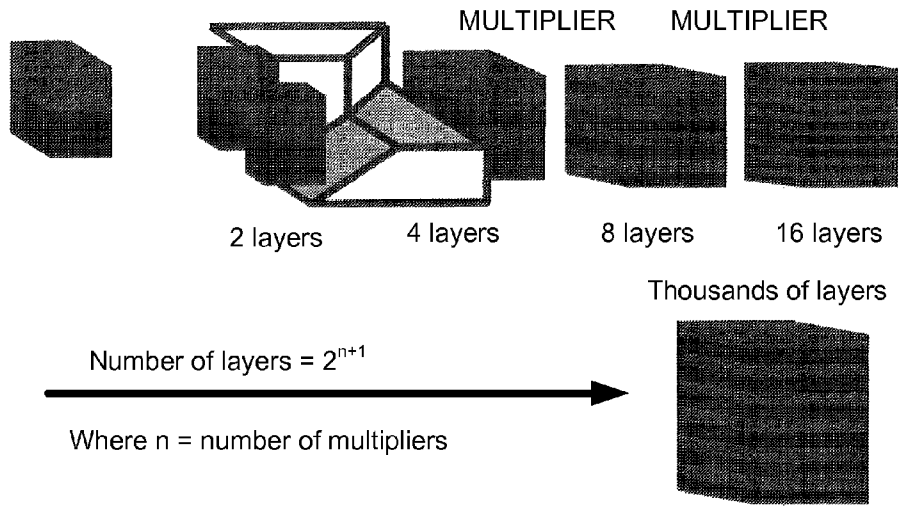 MULTIPLIER MULTIPLIER
2 layers 4 layers 8 layers 16 layers
Thousands of layers
Number of layers = 2^{n+1}
Where n = number of multipliers